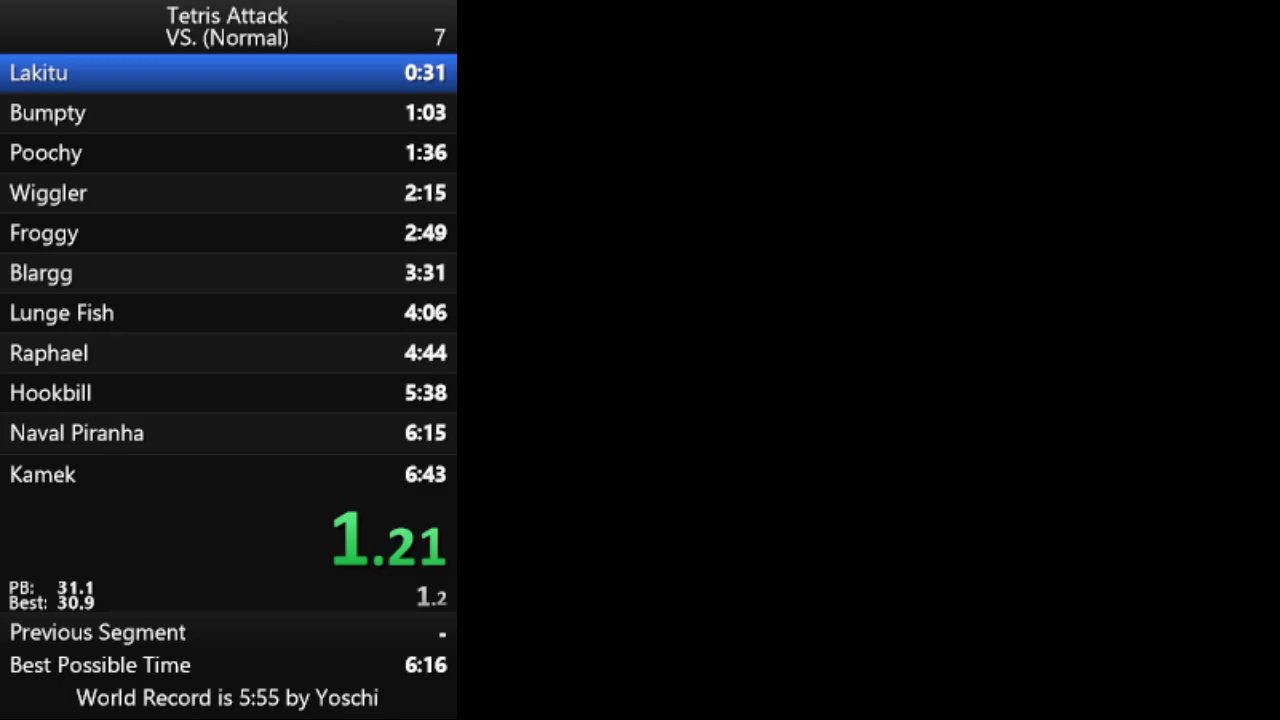 Tetris Attack
VS. (Normal) 7
Lakitu 0:31
Bumpty 1:03
Poochy 1:36
Wiggler 2:15
Froggy 2:49
Blargg 3:31
Lunge Fish 4:06
Raphael 4:44
Hookbill 5:38
Naval Piranha 6:15
Kamek 6:43
1.21
PB: 31.1
Best: 30.9 1.2
Previous Segment -
Best Possible Time 6:16
World Record is 5:55 by Yoschi